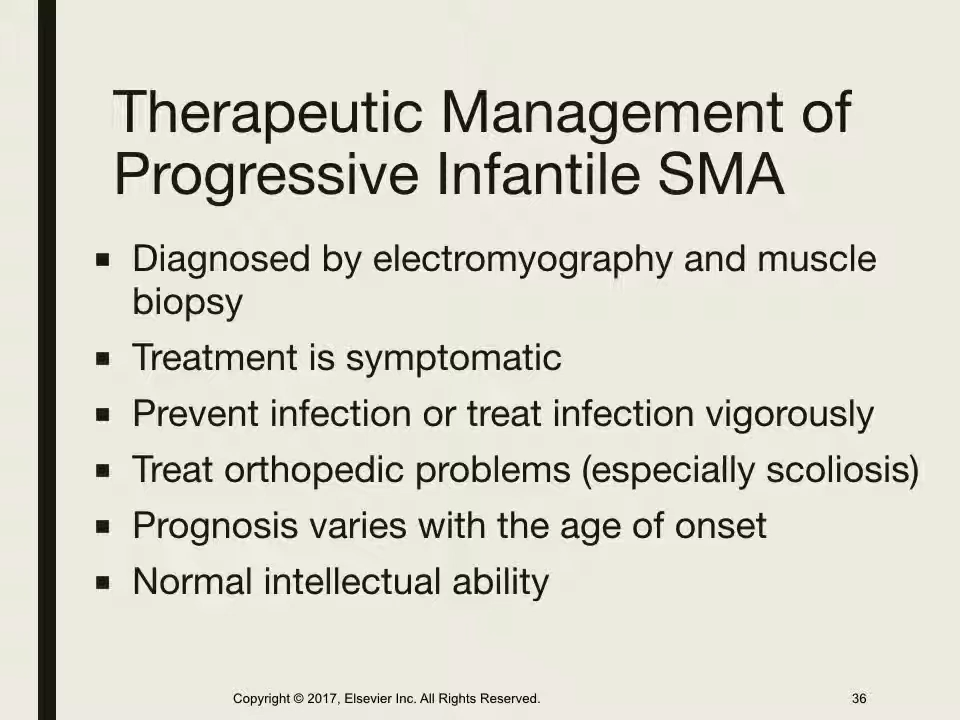 Therapeutic Management of
Progressive Infantile SMA
▪ Diagnosed by electromyography and muscle
biopsy
▪ Treatment is symptomatic
▪ Prevent infection or treat infection vigorously
▪ Treat orthopedic problems (especially scoliosis)
▪ Prognosis varies with the age of onset
▪ Normal intellectual ability
Copyright © 2017, Elsevier Inc. All Rights Reserved.
36